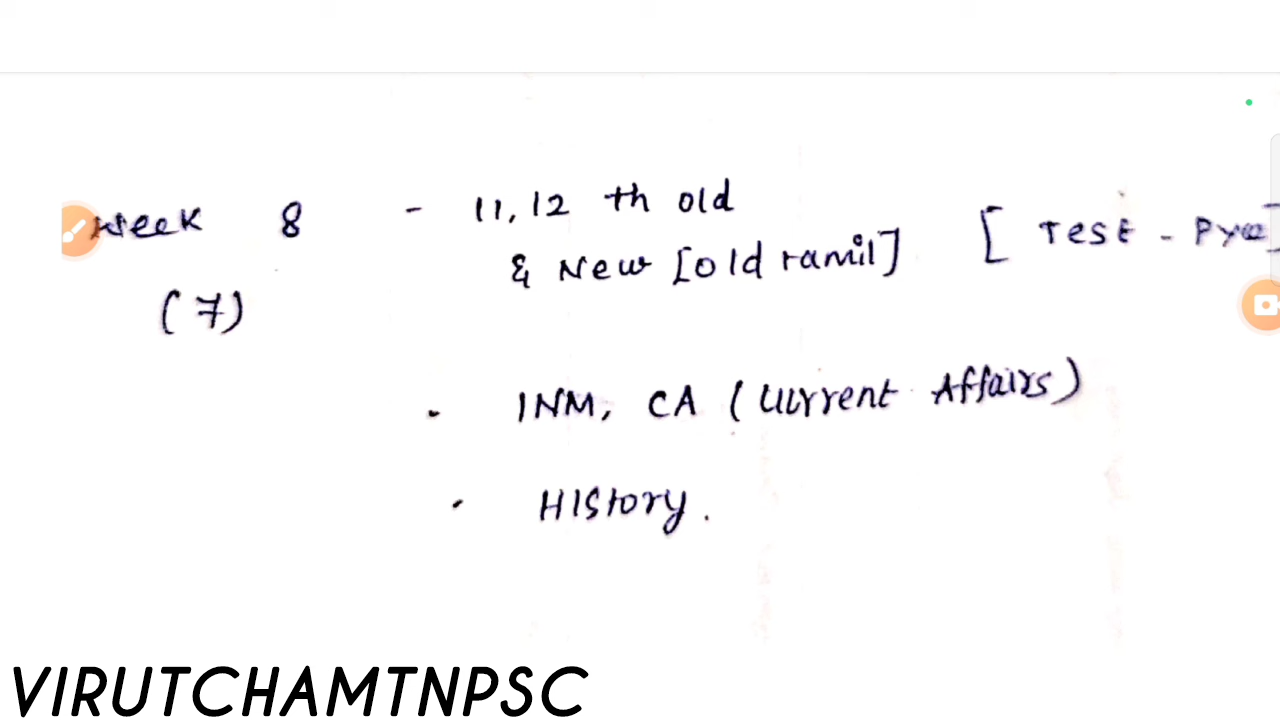 Week 8 - 11, 12 th old
& New [old Tamil] [Test - Pyq]
(7)
. INM, CA (Current Affairs)
. History.
VIRUTCHAMTNPSC